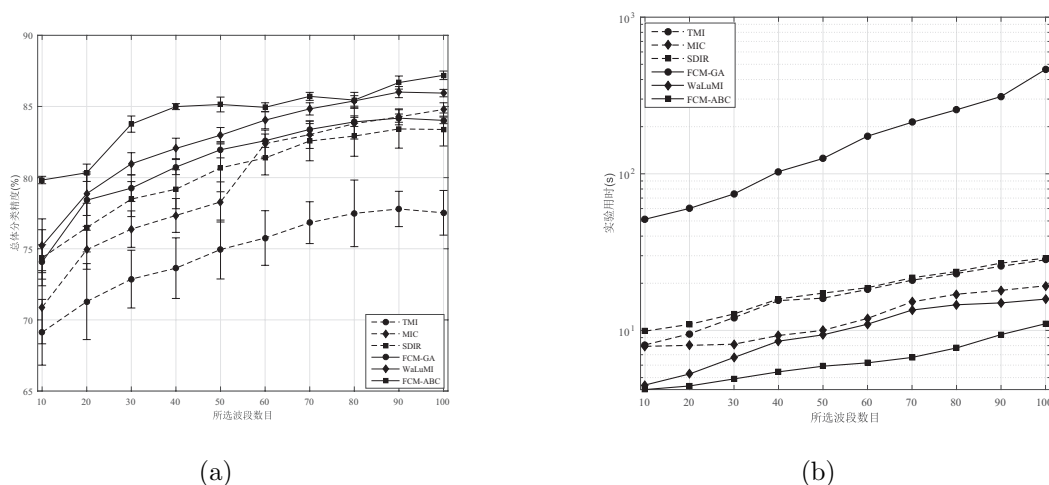 90
85
80
75
70
65
总体分类精度(%)
TMI
MIC
SDIR
FCM-GA
WaLuMI
FCM-ABC
10 20 30 40 50 60 70 80 90 100
所选波段数目
(a)
10³
10²
10¹
实验用时(s)
TMI
MIC
SDIR
FCM-GA
WaLuMI
FCM-ABC
10 20 30 40 50 60 70 80 90 100
所选波段数目
(b)